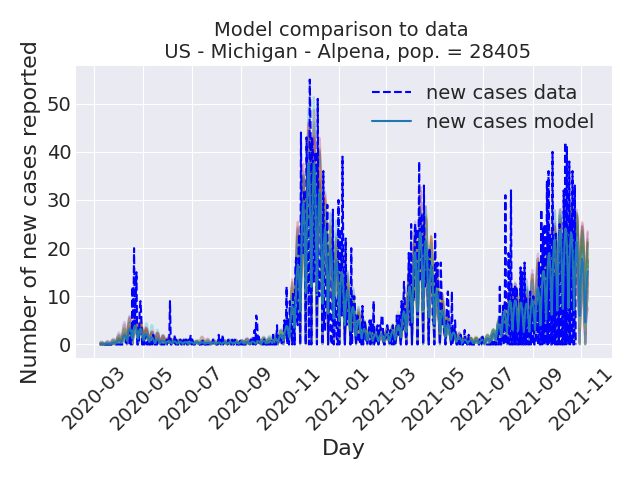 Model comparison to data
US - Michigan - Alpena, pop. = 28405
new cases data
new cases model
Number of new cases reported
50
40
30
20
10
0
2020-03
2020-05
2020-07
2020-09
2020-11
2021-01
2021-03
2021-05
2021-07
2021-09
2021-11
Day